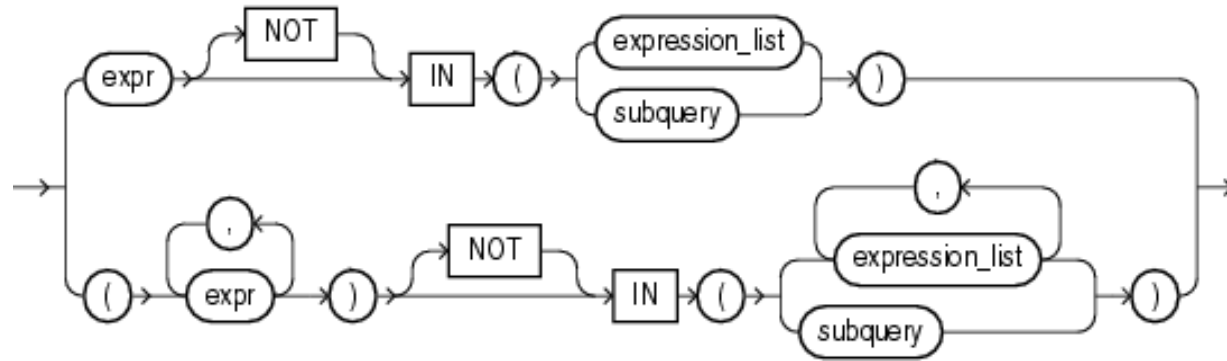 NOT
expr IN ( expression_list )
subquery
, ,
NOT expression_list
( expr ) IN ( )
subquery